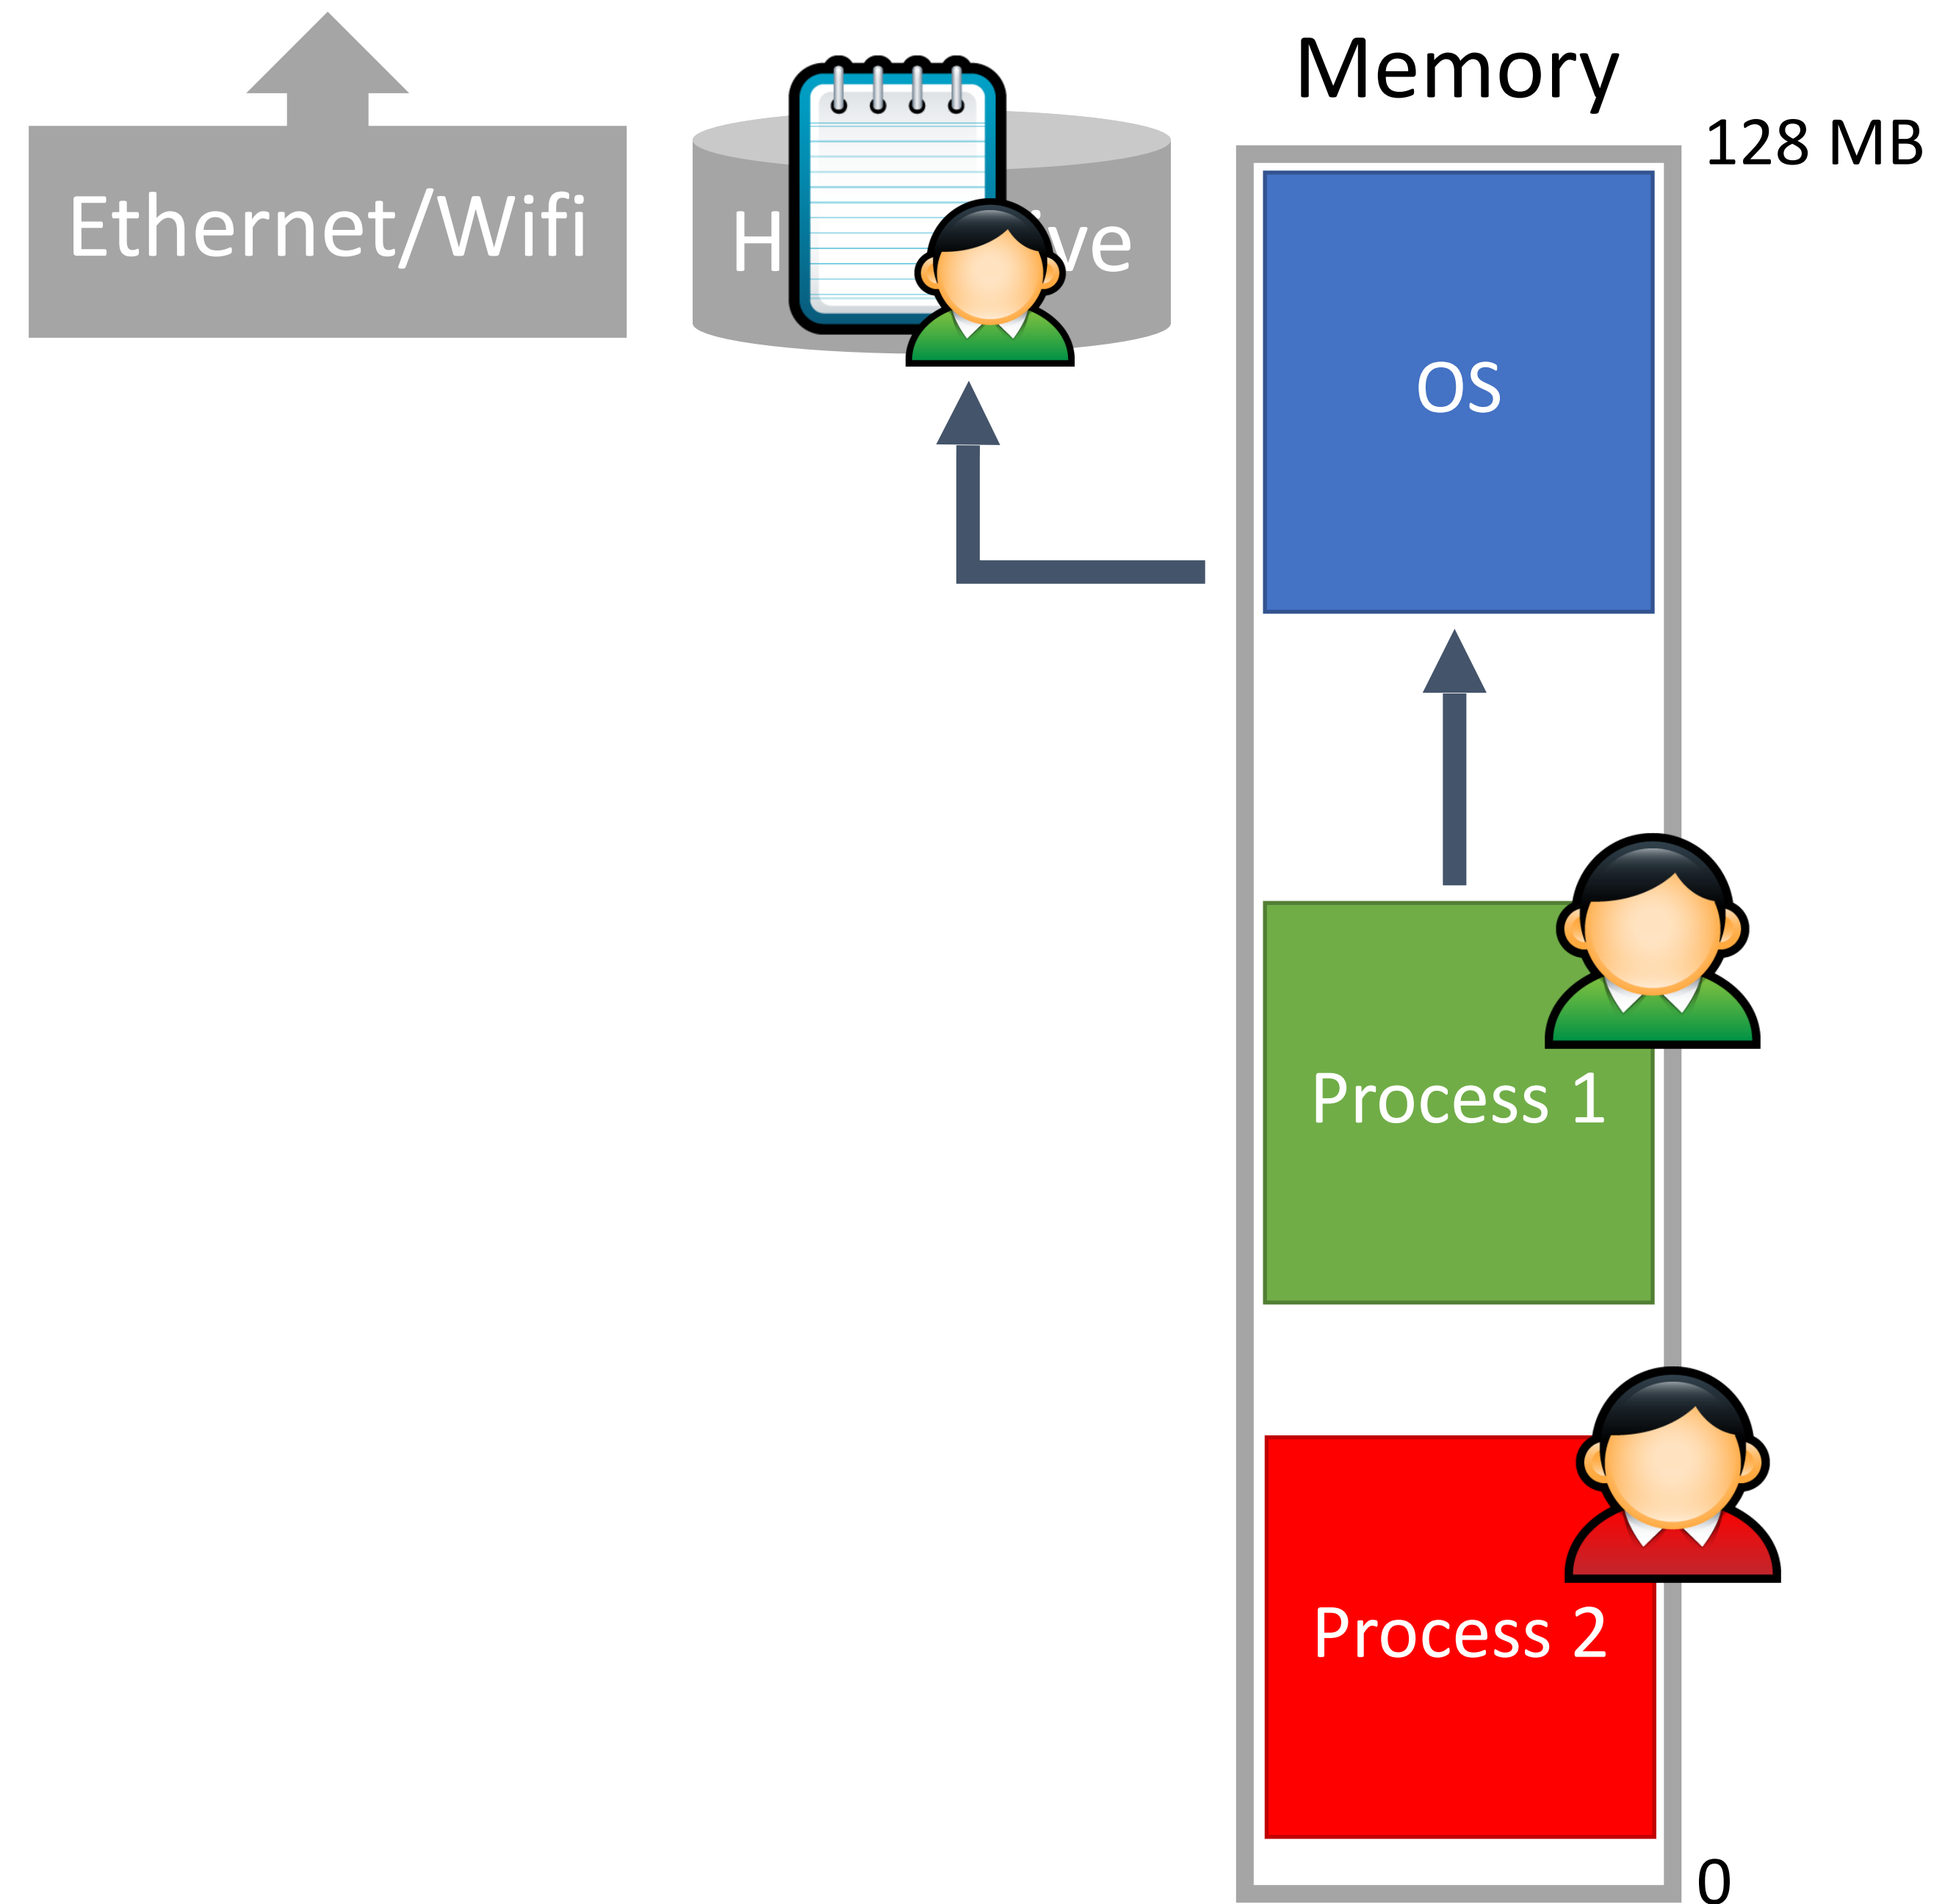 Memory
128 MB
Ethernet/Wifi
OS
Process 1
Process 2
0